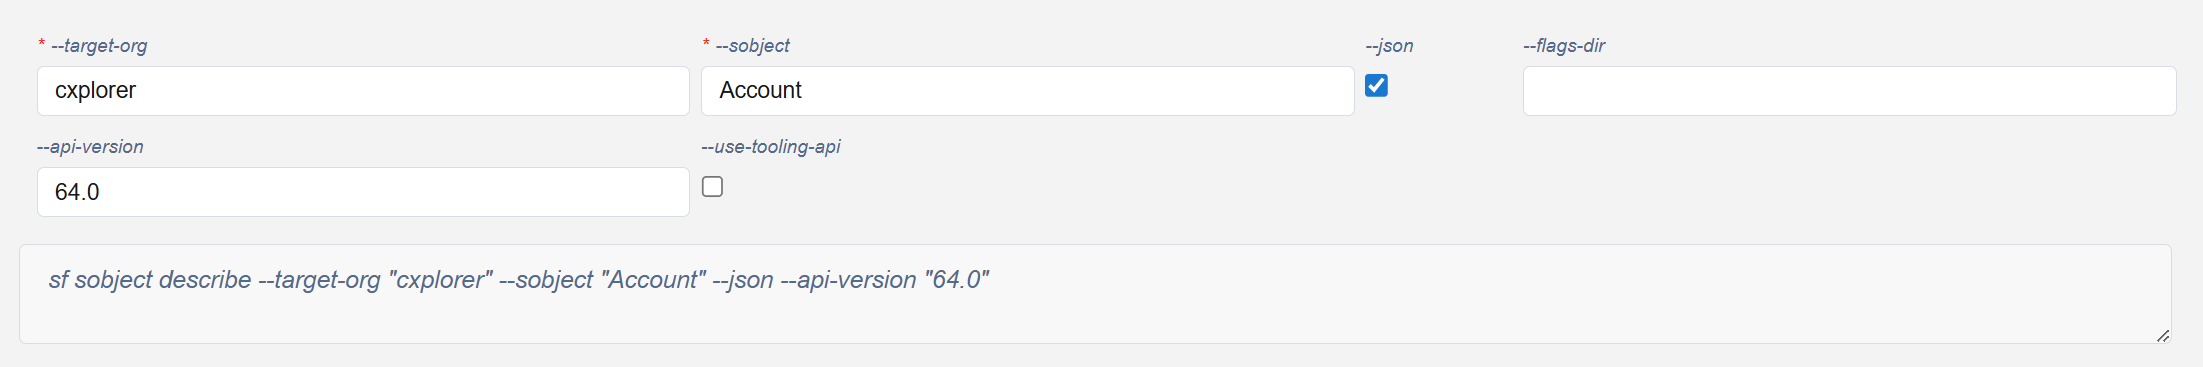 * --target-org * --sobject --json --flags-dir
cxplorer Account
--api-version --use-tooling-api
64.0
sf sobject describe --target-org "cxplorer" --sobject "Account" --json --api-version "64.0"